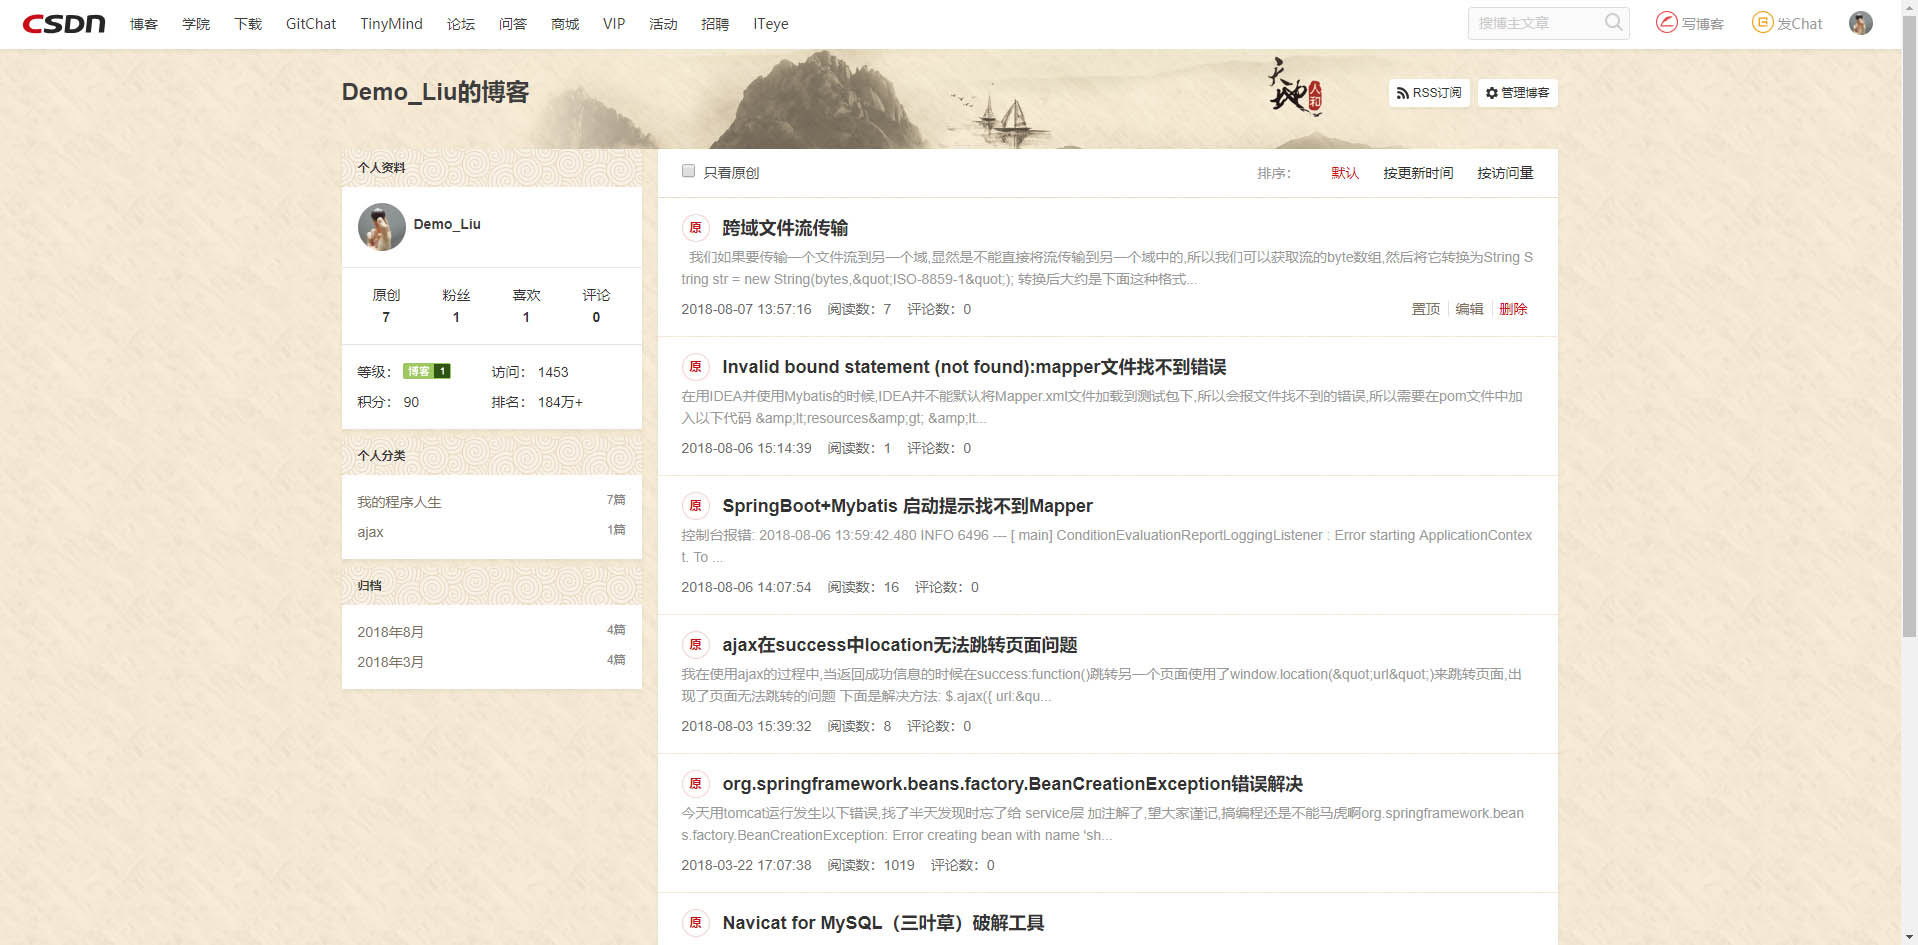 CSDN 博客 学院 下载 GitChat TinyMind 论坛 问答 商城 VIP 活动 招聘 ITeye 搜博主文章 写博客 发Chat
Demo_Liu的博客
天地人和
RSS订阅 管理博客
个人资料
Demo_Liu
原创 粉丝 喜欢 评论
7 1 1 0
等级： 博客 1 访问： 1453
积分： 90 排名： 184万+
个人分类
我的程序人生 7篇
ajax 1篇
归档
2018年8月 4篇
2018年3月 4篇
只看原创 排序： 默认 按更新时间 按访问量
原 跨域文件流传输
我们如果要传输一个文件流到另一个域,显然是不能直接将流传输到另一个域中的,所以我们可以获取流的byte数组,然后将它转换为String S
tring str = new String(bytes,&quot;ISO-8859-1&quot;); 转换后大约是下面这种格式...
2018-08-07 13:57:16 阅读数：7 评论数：0 置顶 编辑 删除
原 Invalid bound statement (not found):mapper文件找不到错误
在用IDEA并使用Mybatis的时候,IDEA并不能默认将Mapper.xml文件加载到测试包下,所以会报文件找不到的错误,所以需要在pom文件中加
入以下代码 &amp;lt;resources&amp;gt; &amp;lt...
2018-08-06 15:14:39 阅读数：1 评论数：0
原 SpringBoot+Mybatis 启动提示找不到Mapper
控制台报错: 2018-08-06 13:59:42.480 INFO 6496 --- [ main] ConditionEvaluationReportLoggingListener : Error starting ApplicationContex
t. To ...
2018-08-06 14:07:54 阅读数：16 评论数：0
原 ajax在success中location无法跳转页面问题
我在使用ajax的过程中,当返回成功信息的时候在success:function()跳转另一个页面使用了window.location(&quot;url&quot;)来跳转页面,出
现了页面无法跳转的问题 下面是解决方法: $.ajax({ url:&qu...
2018-08-03 15:39:32 阅读数：8 评论数：0
原 org.springframework.beans.factory.BeanCreationException错误解决
今天用tomcat运行发生以下错误,找了半天发现时忘了给 service层 加注解了,望大家谨记,搞编程还是不能马虎啊org.springframework.bean
s.factory.BeanCreationException: Error creating bean with name 'sh...
2018-03-22 17:07:38 阅读数：1019 评论数：0
原 Navicat for MySQL（三叶草）破解工具